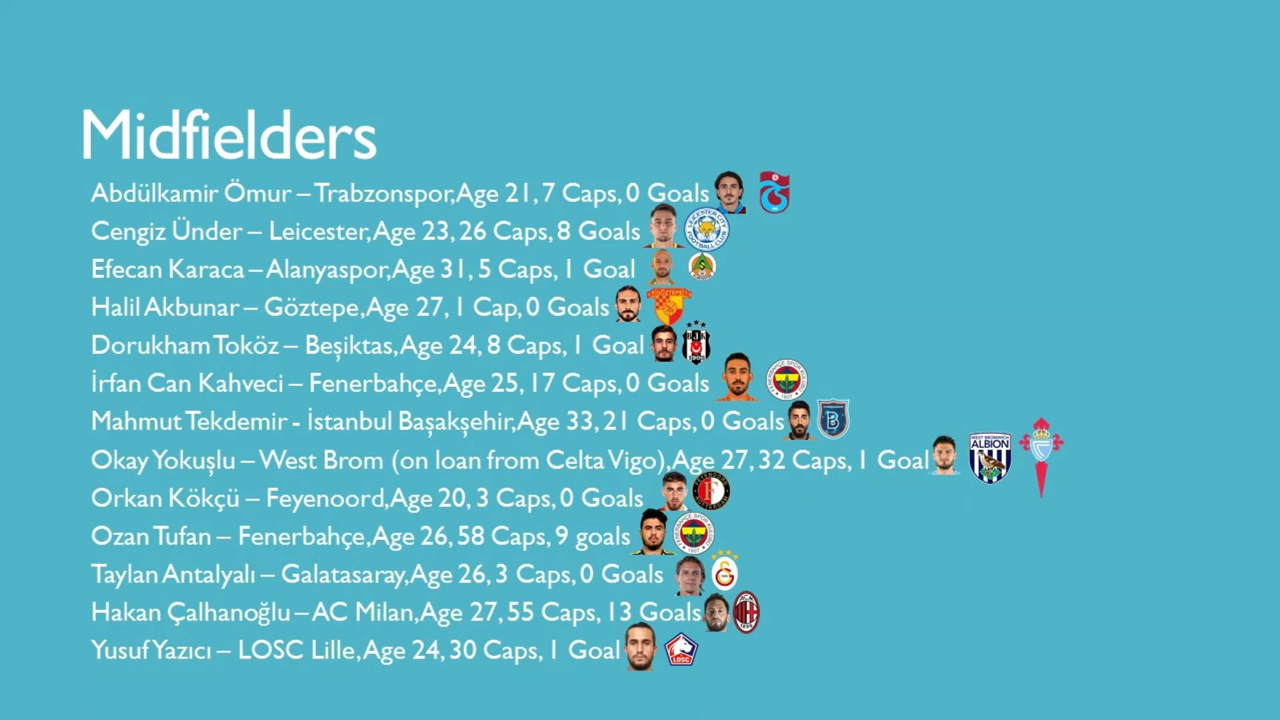 Midfielders
Abdülkamir Ömur – Trabzonspor,Age 21, 7 Caps, 0 Goals
Cengiz Ünder – Leicester,Age 23, 26 Caps, 8 Goals
Efecan Karaca – Alanyaspor,Age 31, 5 Caps, 1 Goal
Halil Akbunar – Göztepe,Age 27, 1 Cap, 0 Goals
Dorukham Toköz – Beşiktas,Age 24, 8 Caps, 1 Goal
İrfan Can Kahveci – Fenerbahçe,Age 25, 17 Caps, 0 Goals
Mahmut Tekdemir - İstanbul Başakşehir,Age 33, 21 Caps, 0 Goals
Okay Yokuşlu – West Brom (on loan from Celta Vigo),Age 27, 32 Caps, 1 Goal
Orkan Kökçü – Feyenoord,Age 20, 3 Caps, 0 Goals
Ozan Tufan – Fenerbahçe,Age 26, 58 Caps, 9 goals
Taylan Antalyalı – Galatasaray,Age 26, 3 Caps, 0 Goals
Hakan Çalhanoğlu – AC Milan,Age 27, 55 Caps, 13 Goals
Yusuf Yazıcı – LOSC Lille,Age 24, 30 Caps, 1 Goal